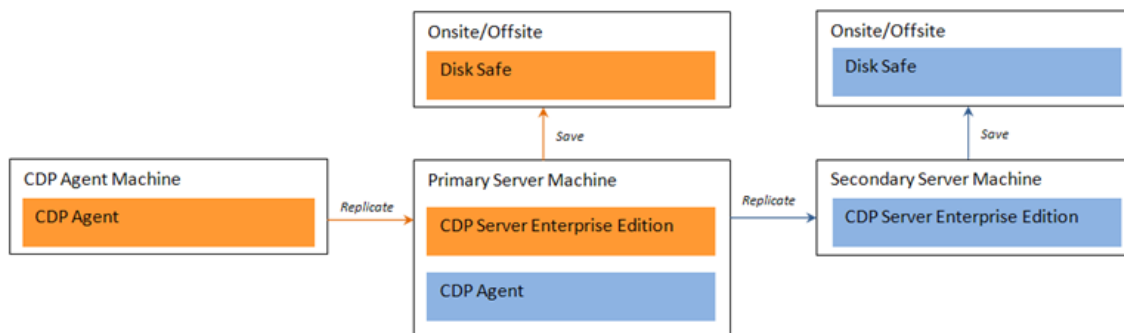 Onsite/Offsite
Disk Safe
Onsite/Offsite
Disk Safe
Save
Save
CDP Agent Machine
CDP Agent
Replicate
Primary Server Machine
CDP Server Enterprise Edition
CDP Agent
Replicate
Secondary Server Machine
CDP Server Enterprise Edition